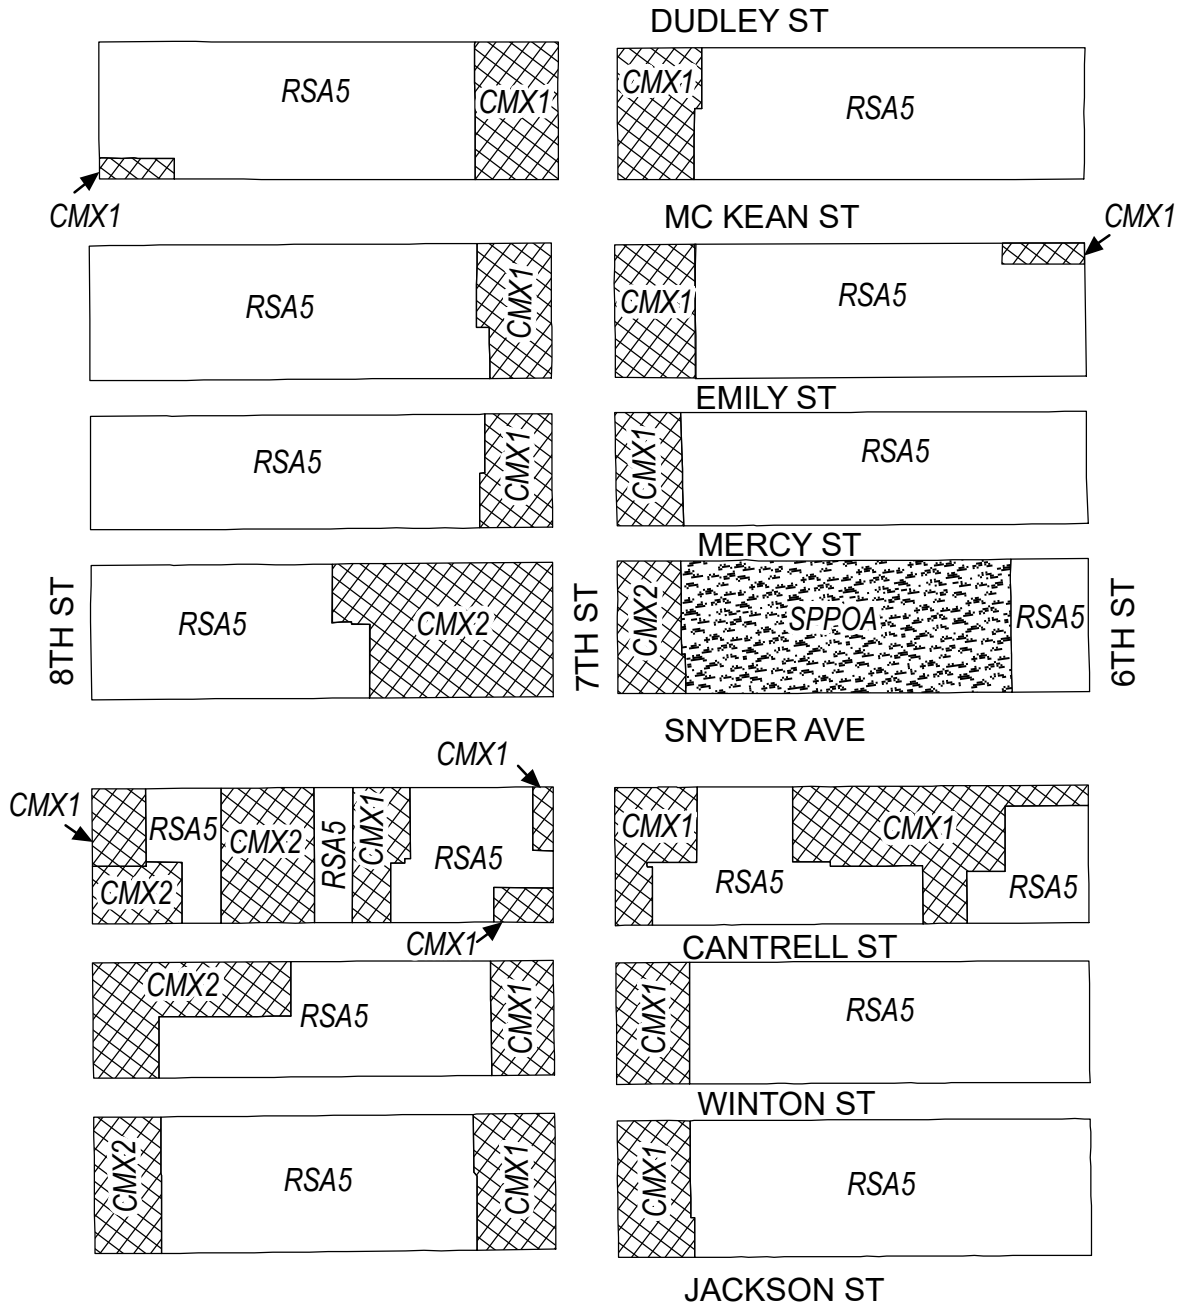 DUDLEY ST
RSA5
CMX1
CMX1
RSA5
CMX1
MC KEAN ST
CMX1
RSA5
CMX1
CMX1
RSA5
EMILY ST
RSA5
CMX1
CMX1
RSA5
MERCY ST
8TH ST
RSA5
CMX2
7TH ST
CMX2
SPPOA
RSA5
6TH ST
SNYDER AVE
CMX1
CMX1
RSA5
CMX2
CMX2
RSA5
CMX1
RSA5
CMX1
CMX1
RSA5
CMX1
RSA5
CANTRELL ST
CMX2
RSA5
CMX1
CMX1
RSA5
WINTON ST
CMX2
RSA5
CMX1
CMX1
RSA5
JACKSON ST